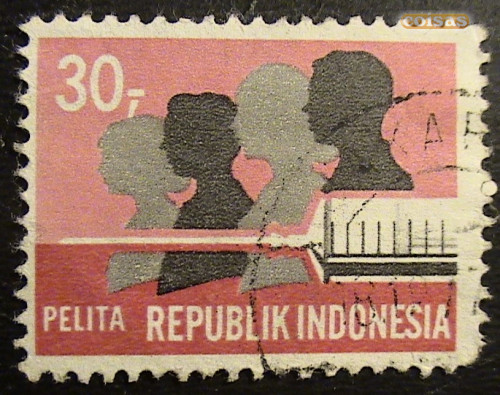 coisas
30,-
PELITA REPUBLIK INDONESIA